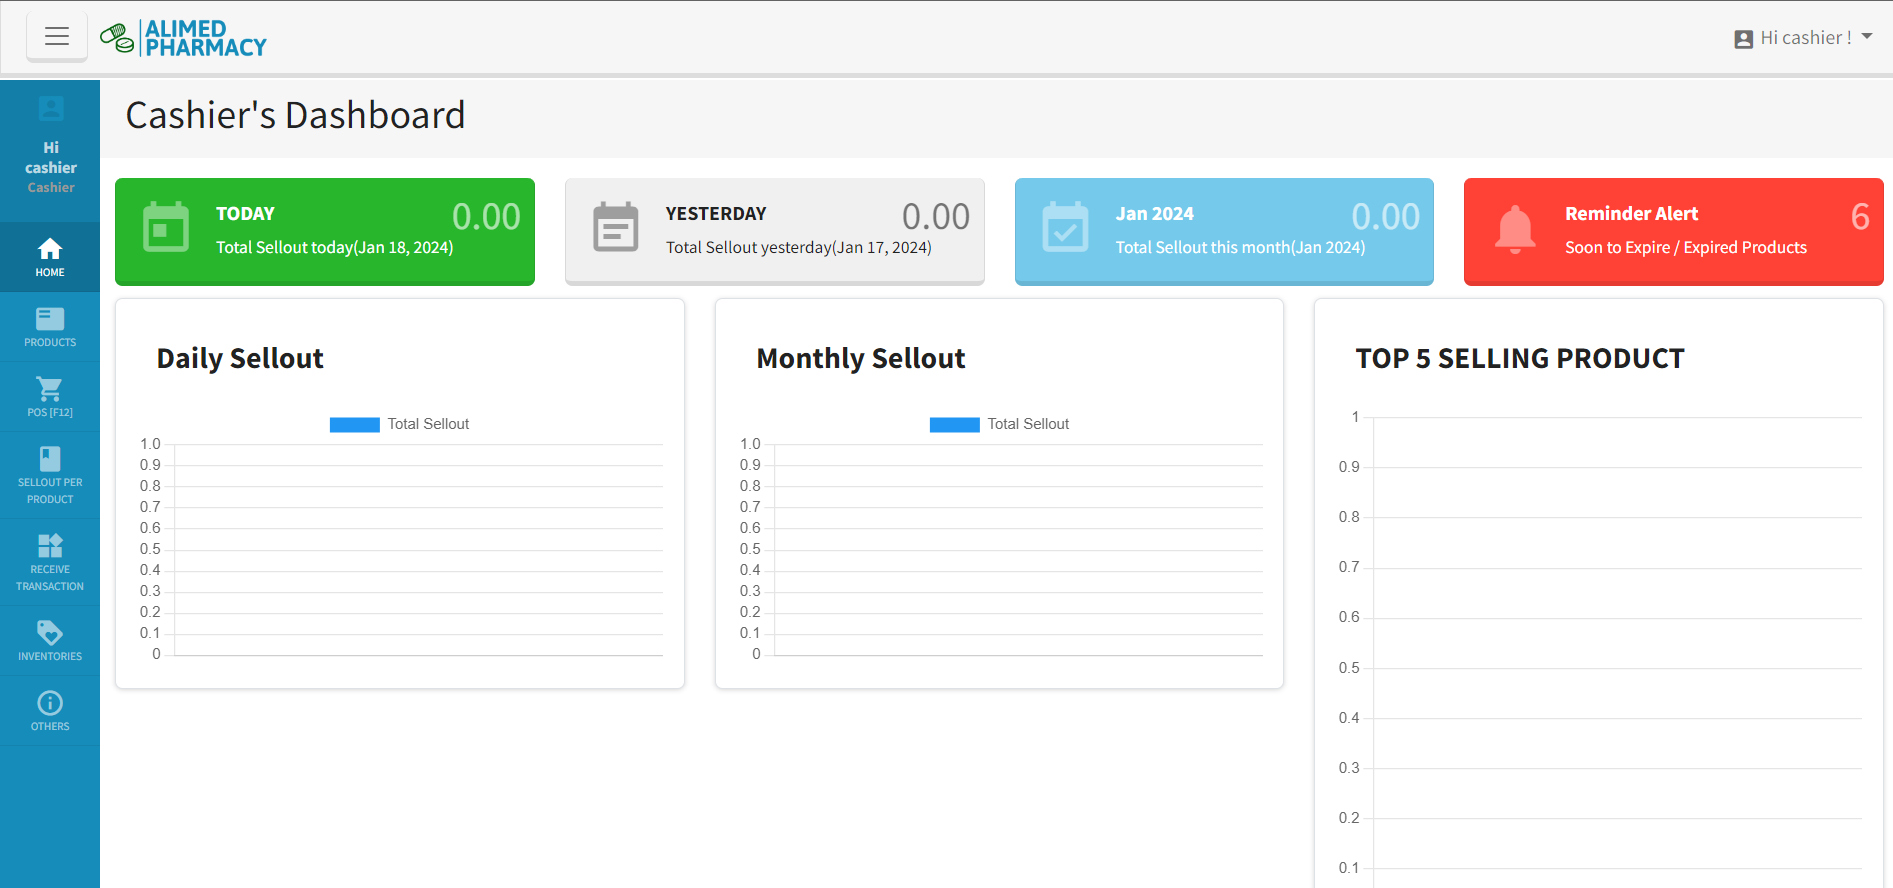 ALIMED
PHARMACY
Hi cashier !
Hi
cashier
Cashier
HOME
PRODUCTS
POS [F12]
SELLOUT PER
PRODUCT
RECEIVE
TRANSACTION
INVENTORIES
OTHERS
Cashier's Dashboard
TODAY
0.00
Total Sellout today(Jan 18, 2024)
YESTERDAY
0.00
Total Sellout yesterday(Jan 17, 2024)
Jan 2024
0.00
Total Sellout this month(Jan 2024)
Reminder Alert
6
Soon to Expire / Expired Products
Daily Sellout
Total Sellout
1.0
0.9
0.8
0.7
0.6
0.5
0.4
0.3
0.2
0.1
0
Monthly Sellout
Total Sellout
1.0
0.9
0.8
0.7
0.6
0.5
0.4
0.3
0.2
0.1
0
TOP 5 SELLING PRODUCT
1
0.9
0.8
0.7
0.6
0.5
0.4
0.3
0.2
0.1